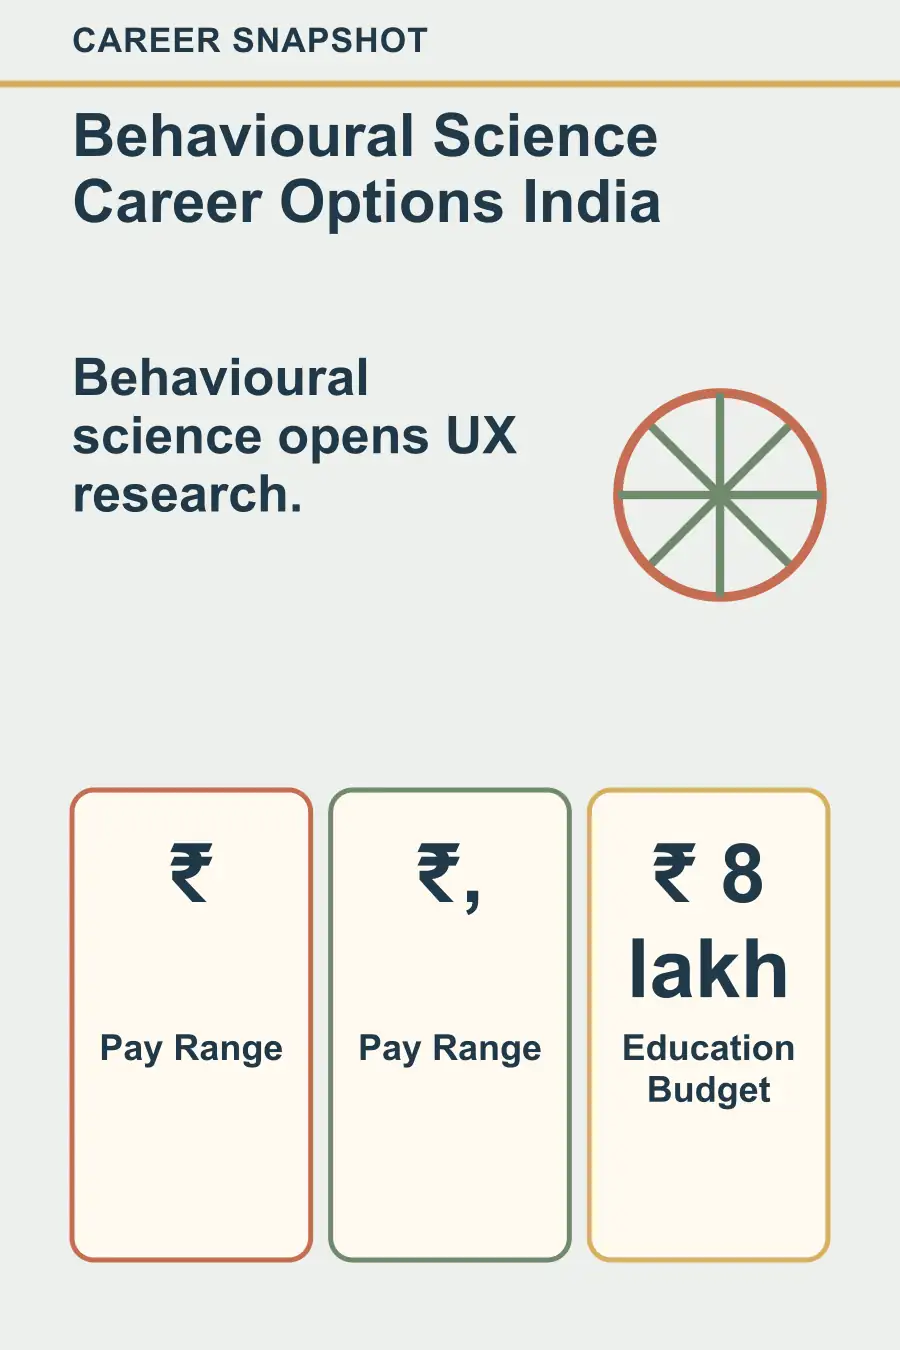 CAREER SNAPSHOT
Behavioural Science
Career Options India
Behavioural
science opens UX
research.
₹
Pay Range
₹,
Pay Range
₹ 8
lakh
Education
Budget